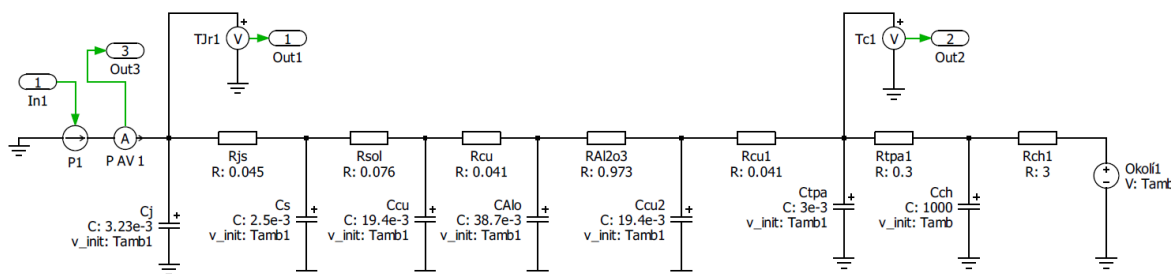 TJr1
V
1
Out1
3
Out3
1
In1
P1
A
P AV 1
Rjs
R: 0.045
Rsol
R: 0.076
Rcu
R: 0.041
RAl2o3
R: 0.973
Rcu1
R: 0.041
Tc1
V
2
Out2
Rtpa1
R: 0.3
Rch1
R: 3
Okolí1
V: Tamb
Cj
C: 3.23e-3
v_init: Tamb1
Cs
C: 2.5e-3
v_init: Tamb1
Ccu
C: 19.4e-3
v_init: Tamb1
CAlo
C: 38.7e-3
v_init: Tamb1
Ccu2
C: 19.4e-3
v_init: Tamb1
Ctpa
C: 3e-3
v_init: Tamb1
Cch
C: 1000
v_init: Tamb